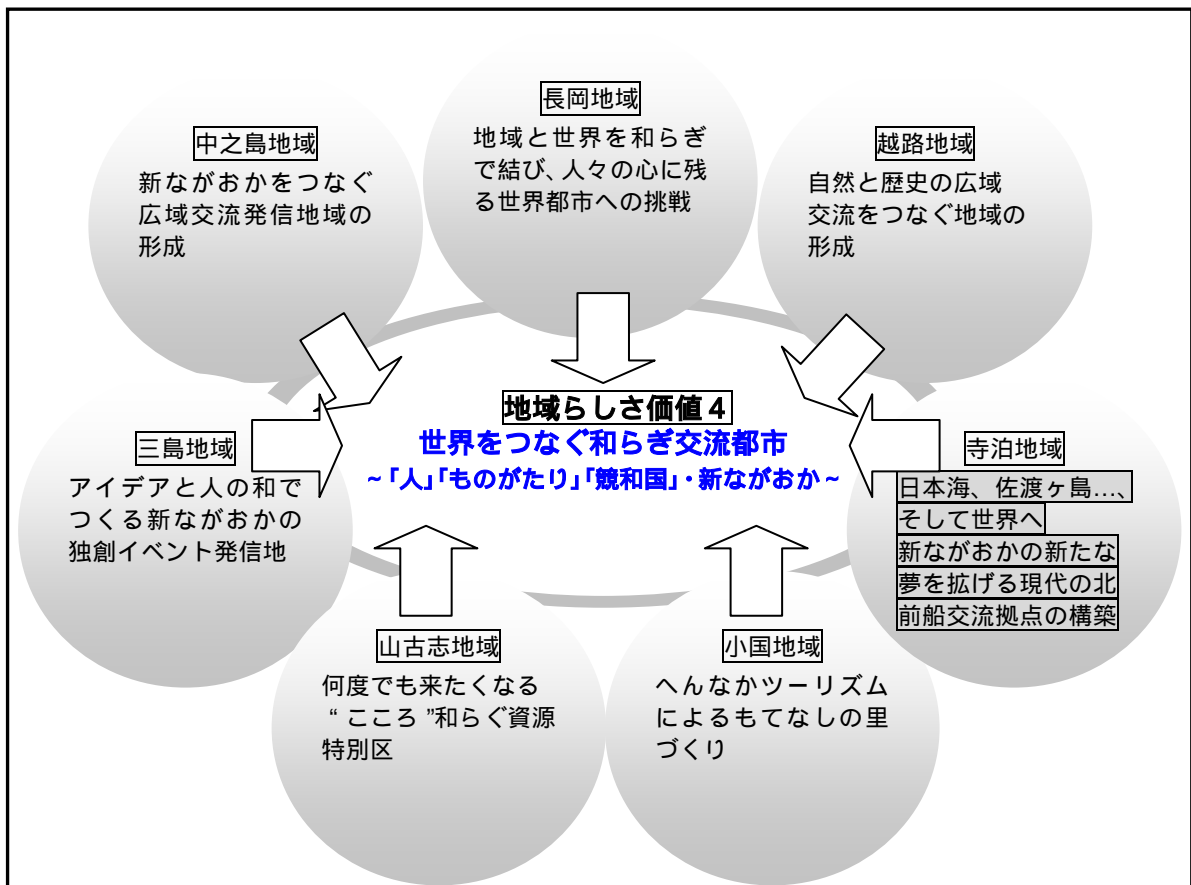 長岡地域
地域と世界を和らぎ
で結び、人々の心に残
る世界都市への挑戦
中之島地域
新ながおかをつなぐ
広域交流発信地域の
形成
越路地域
自然と歴史の広域
交流をつなぐ地域の
形成
地域らしさ価値4
世界をつなぐ和らぎ交流都市
~「人」「ものがたり」「競和国」・新ながおか~
三島地域
アイデアと人の和で
つくる新ながおかの
独創イベント発信地
寺泊地域
日本海、佐渡ヶ島…、
そして世界へ
新ながおかの新たな
夢を拡げる現代の北
前船交流拠点の構築
山古志地域
何度でも来たくなる
“こころ”和らぐ資源
特別区
小国地域
へんなかツーリズム
によるもてなしの里
づくり